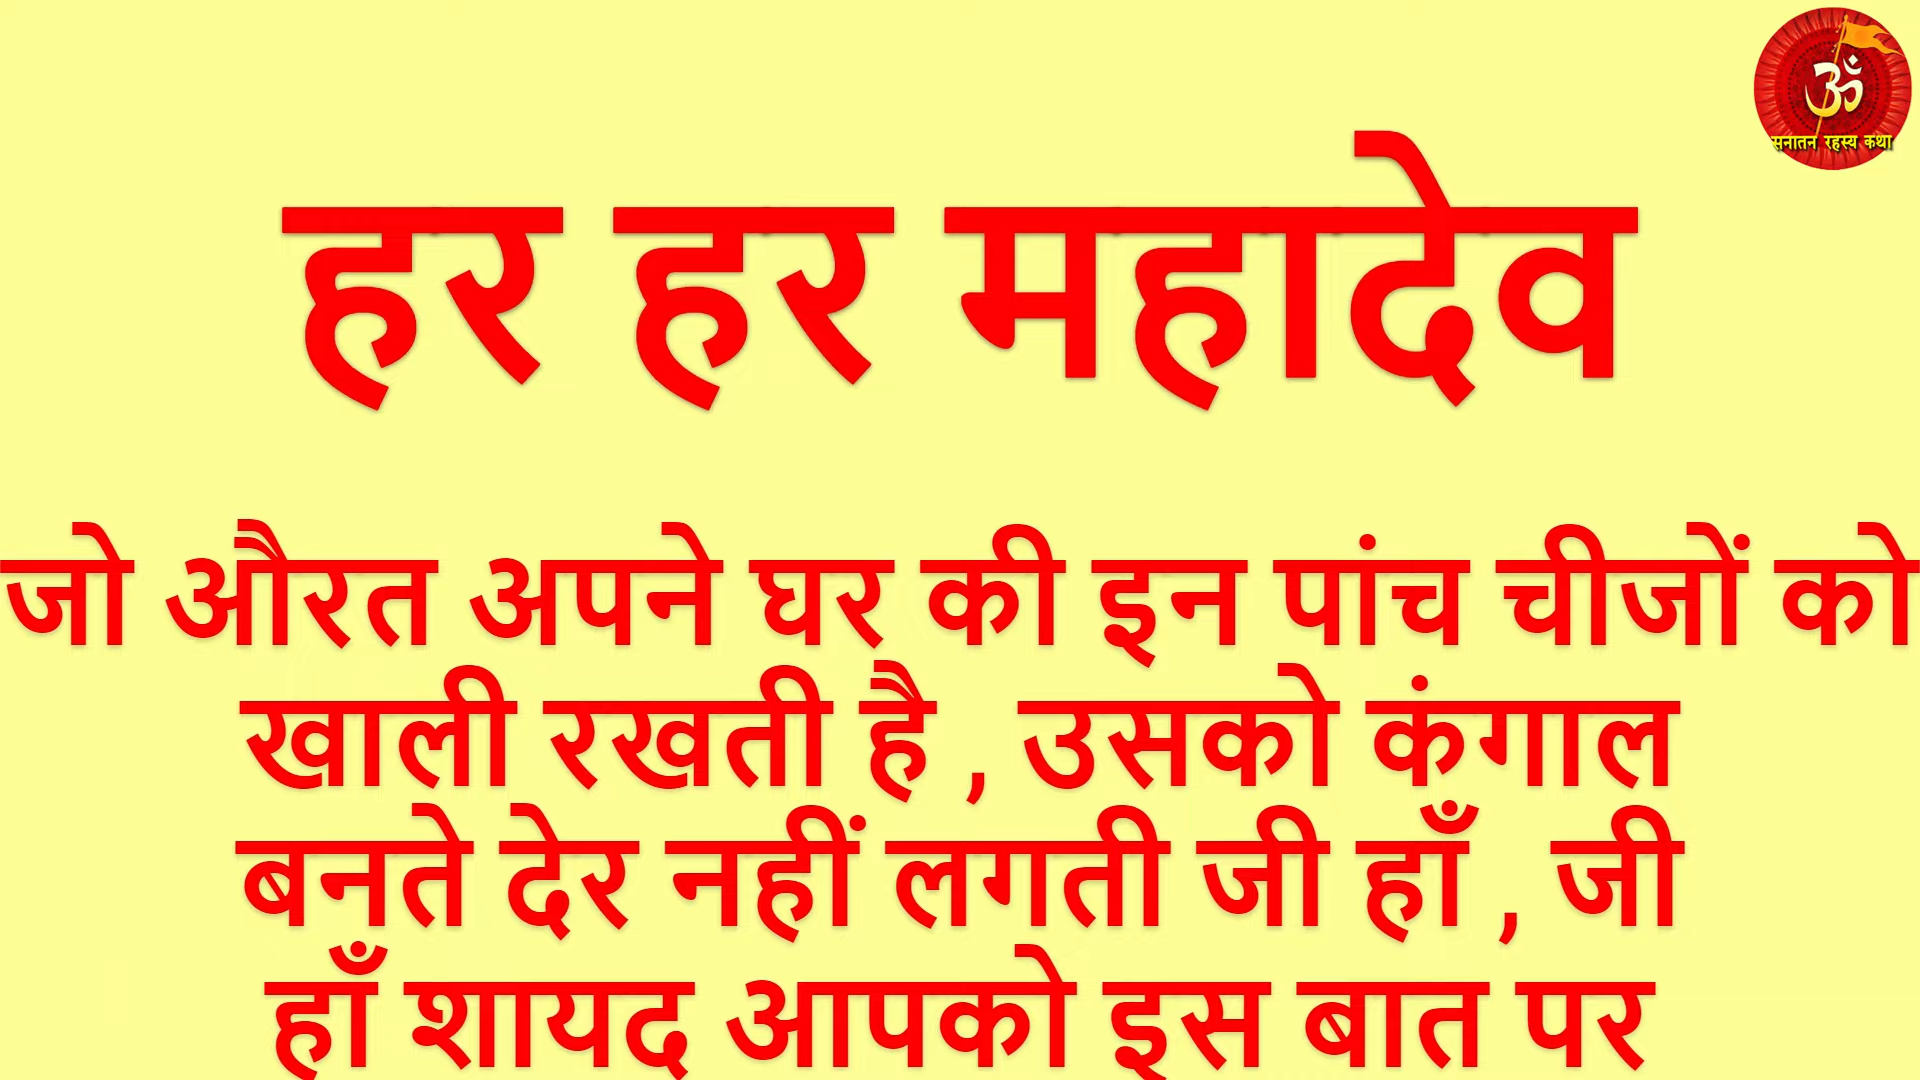 ॐ
सनातन रहस्य कथा
हर हर महादेव
जो औरत अपने घर की इन पांच चीजों को
खाली रखती है , उसको कंगाल
बनते देर नहीं लगती जी हाँ , जी
हाँ शायद आपको इस बात पर